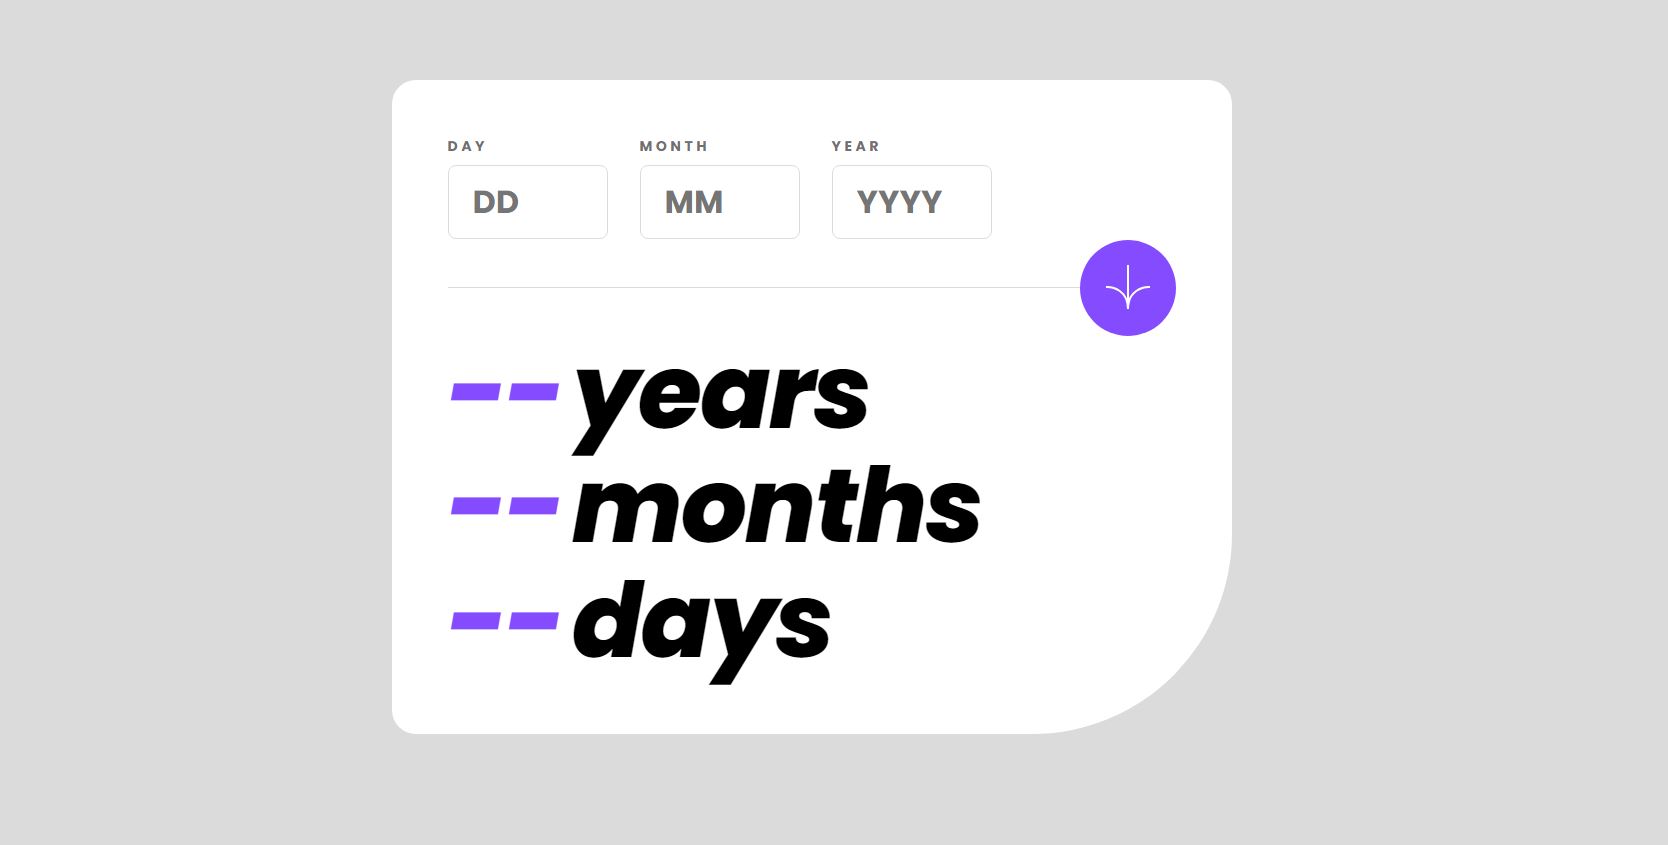 DAY MONTH YEAR
DD MM YYYY
--years
--months
--days